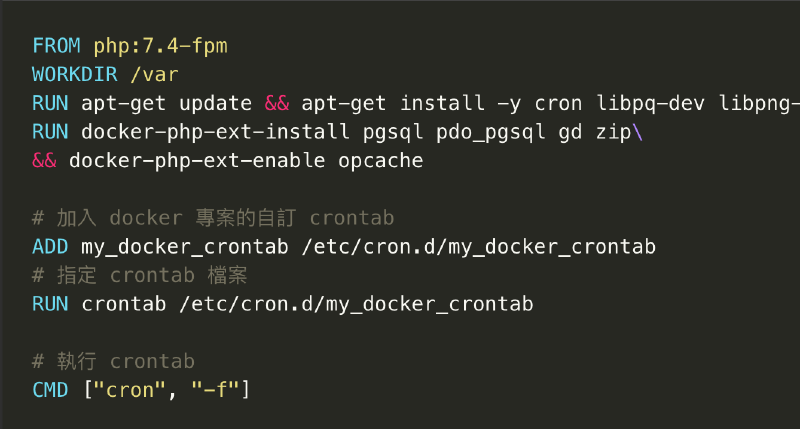 FROM php:7.4-fpm
WORKDIR /var
RUN apt-get update && apt-get install -y cron libpq-dev libpng-
RUN docker-php-ext-install pgsql pdo_pgsql gd zip\
&& docker-php-ext-enable opcache
# 加入 docker 專案的自訂 crontab
ADD my_docker_crontab /etc/cron.d/my_docker_crontab
# 指定 crontab 檔案
RUN crontab /etc/cron.d/my_docker_crontab
# 執行 crontab
CMD ["cron", "-f"]